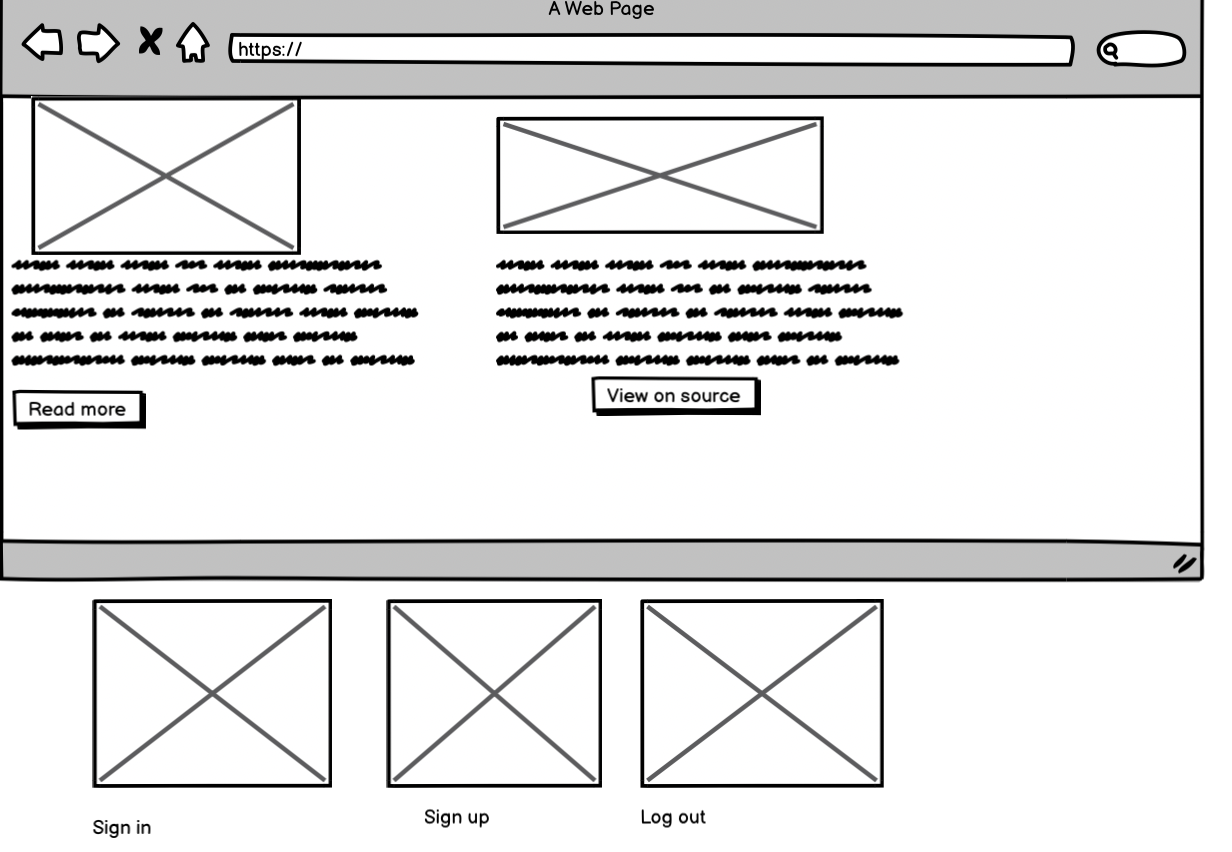 A Web Page
https://
Read more
View on source
Sign in
Sign up
Log out